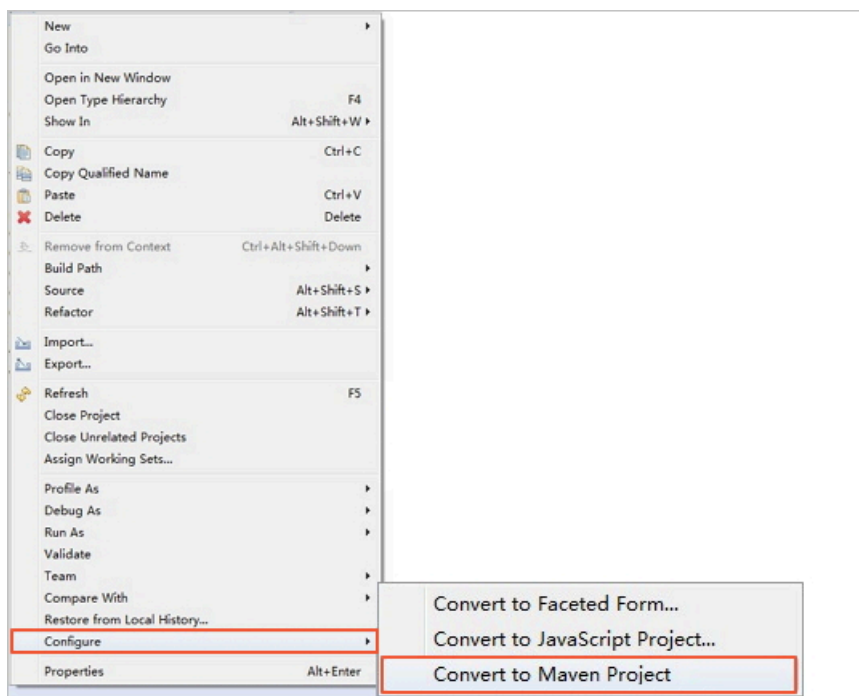 New
Go Into
Open in New Window
Open Type Hierarchy F4
Show In Alt+Shift+W
Copy Ctrl+C
Copy Qualified Name
Paste Ctrl+V
Delete Delete
Remove from Context Ctrl+Alt+Shift+Down
Build Path
Source Alt+Shift+S
Refactor Alt+Shift+T
Import...
Export...
Refresh F5
Close Project
Close Unrelated Projects
Assign Working Sets...
Profile As
Debug As
Run As
Validate
Team
Compare With
Restore from Local History...
Configure
Properties Alt+Enter
Convert to Faceted Form...
Convert to JavaScript Project...
Convert to Maven Project